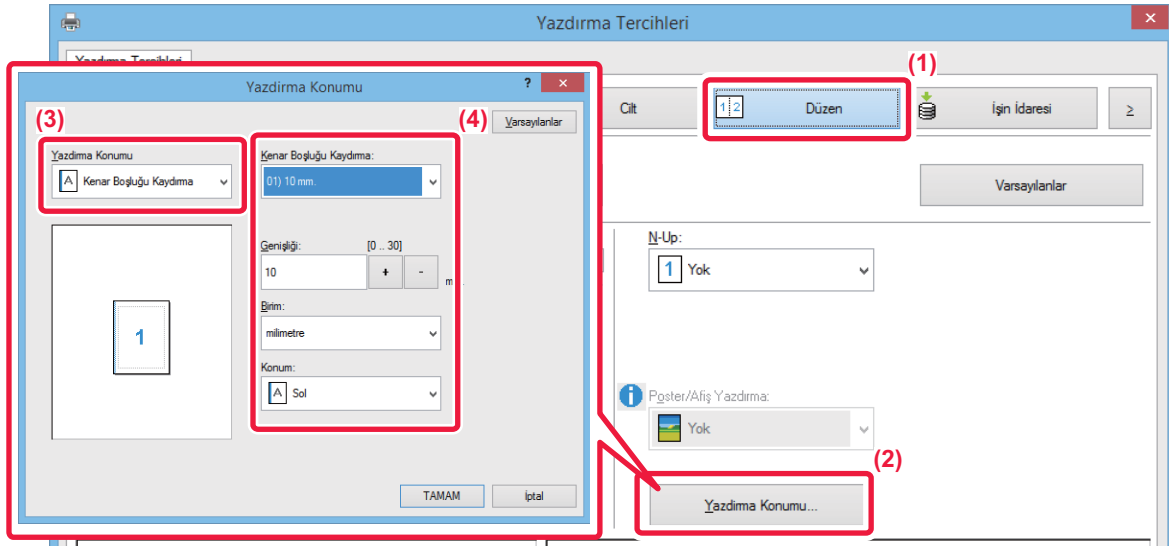 Yazdırma Tercihleri
Yazdırma Tercihleri
(1)
Cilt
1 2 Düzen
İşin İdaresi
>
Varsayılanlar
N-Up:
1 Yok
Poster/Afiş Yazdırma:
Yok
(2)
Yazdırma Konumu...
Yazdirma Konumu
?
(3)
(4)
Varsayılanlar
Yazdırma Konumu
A Kenar Boşluğu Kaydırma
Kenar Boşluğu Kaydırma:
01) 10 mm.
Genişliği: [0 .. 30]
10 + -
Birim:
milimetre
Konum:
A Sol
1
TAMAM
İptal